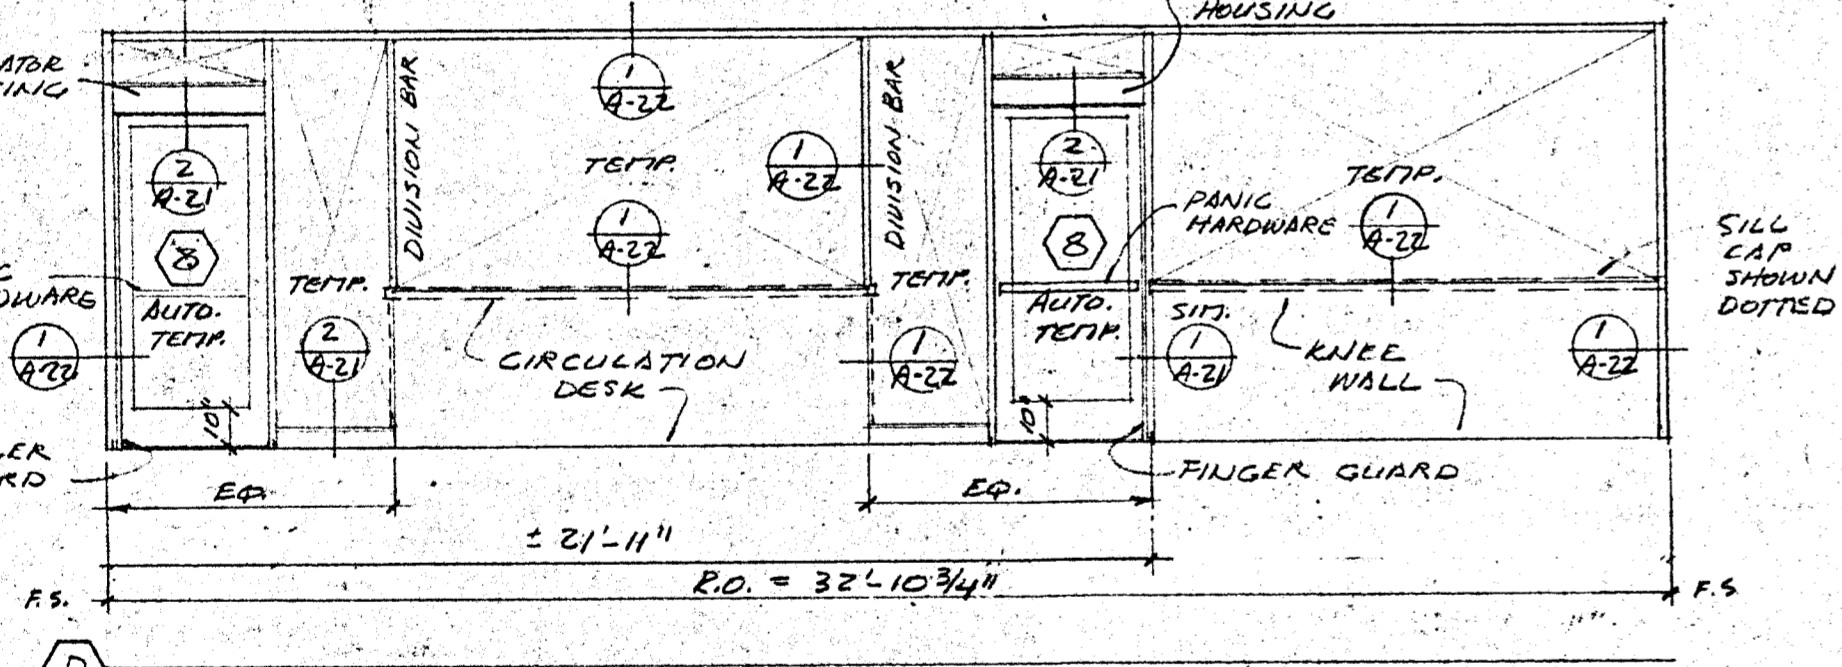 HOUSING
ATOR
DIVISION BAR
1
A-22
TEMP.
1
A-22
DIVISION BAR
2
A-21
2
A-21
TEMP.
PANIC
HARDWARE
1
A-22
1
A-22
8
8
SILL
CAP
SHOWN
DOTTED
TEMP.
TEMP.
AUTO.
TEMP.
AUTO.
TEMP.
SIM.
1
A-22
2
A-21
CIRCULATION
DESK
1
A-22
1
A-21
KNEE
WALL
1
A-22
10"
10"
FINGER GUARD
EQ.
EQ.
± 21'-11"
R.O. = 32'-10 3/4"
F.S.
F.S